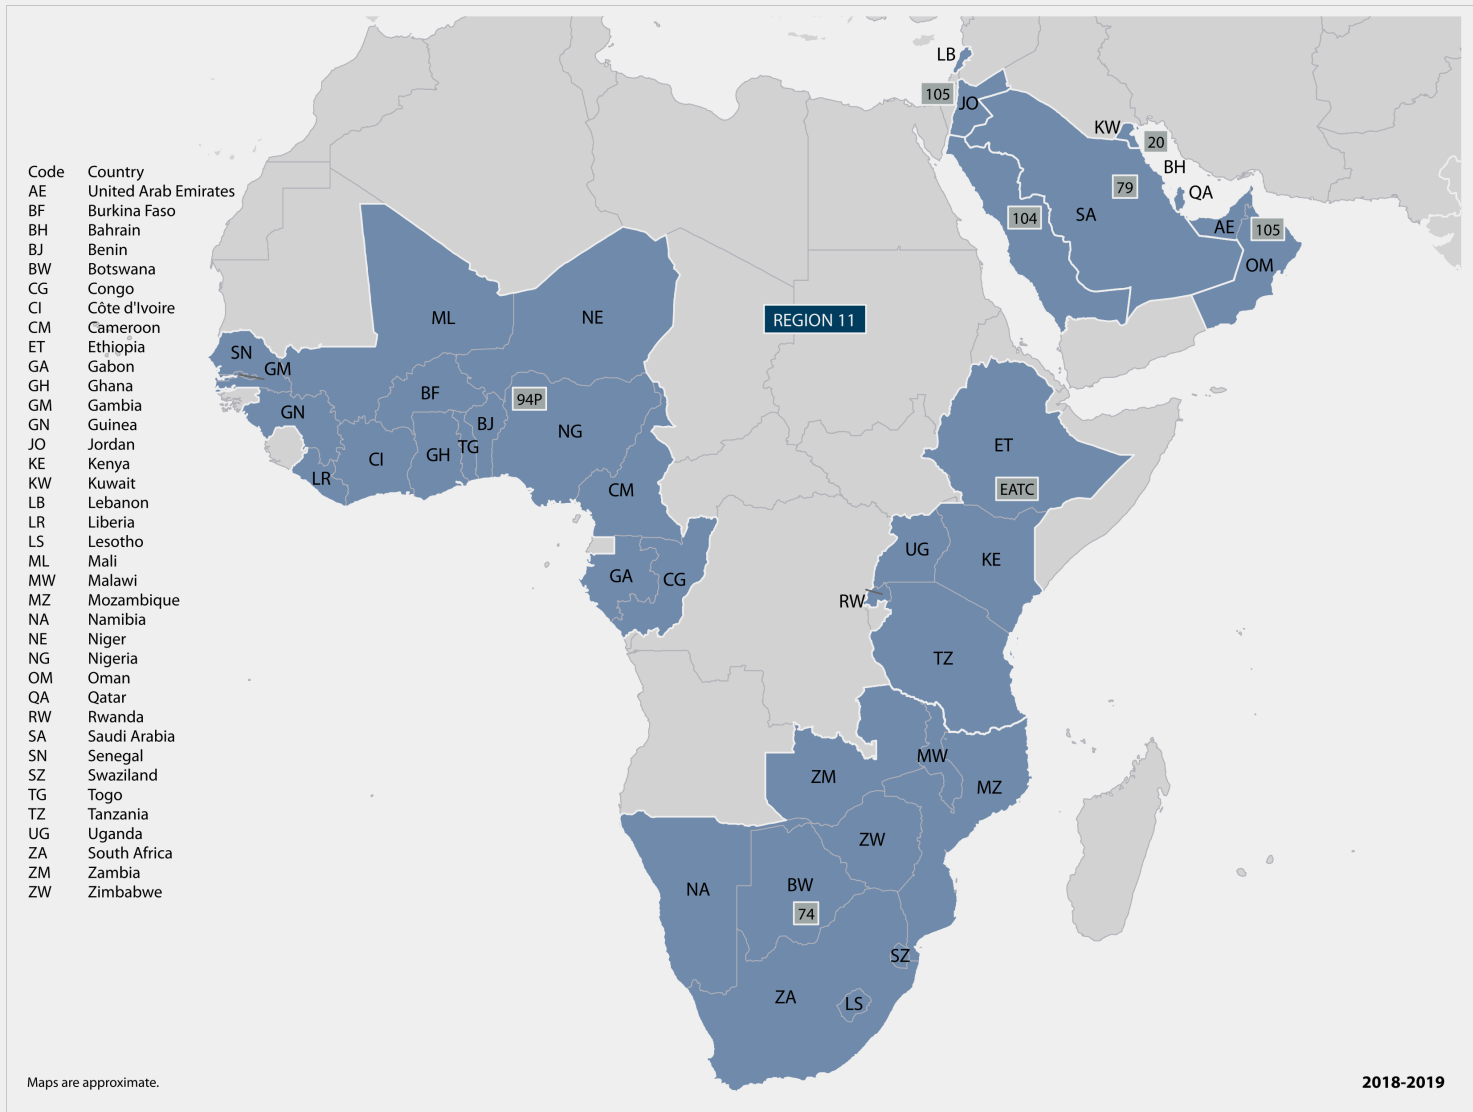 Code Country
AE United Arab Emirates
BF Burkina Faso
BH Bahrain
BJ Benin
BW Botswana
CG Congo
CI Côte d'Ivoire
CM Cameroon
ET Ethiopia
GA Gabon
GH Ghana
GM Gambia
GN Guinea
JO Jordan
KE Kenya
KW Kuwait
LB Lebanon
LR Liberia
LS Lesotho
ML Mali
MW Malawi
MZ Mozambique
NA Namibia
NE Niger
NG Nigeria
OM Oman
QA Qatar
RW Rwanda
SA Saudi Arabia
SN Senegal
SZ Swaziland
TG Togo
TZ Tanzania
UG Uganda
ZA South Africa
ZM Zambia
ZW Zimbabwe
LB
105
JO
KW
20
BH
79
QA
104
SA
AE
105
OM
REGION 11
ML
NE
SN
GM
BF
94P
GN
BJ
NG
TG
GH
CI
LR
CM
ET
EATC
UG
KE
GA
CG
RW
TZ
MW
ZM
MZ
ZW
BW
NA
74
SZ
ZA
LS
Maps are approximate.
2018-2019